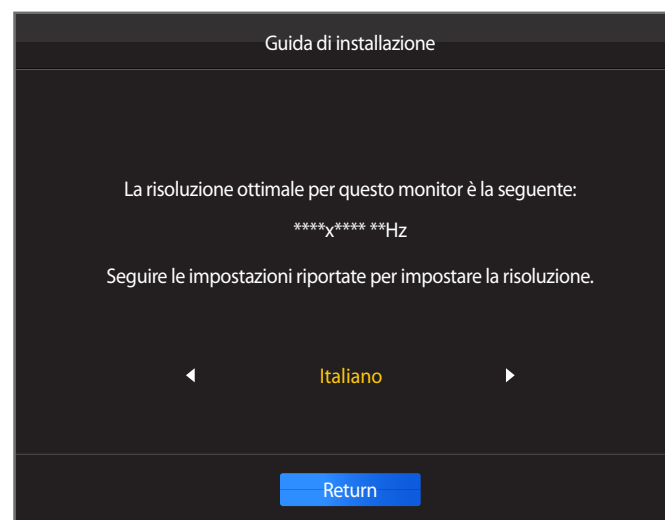 Guida di installazione
La risoluzione ottimale per questo monitor è la seguente:
****x**** **Hz
Seguire le impostazioni riportate per impostare la risoluzione.
Italiano
Return